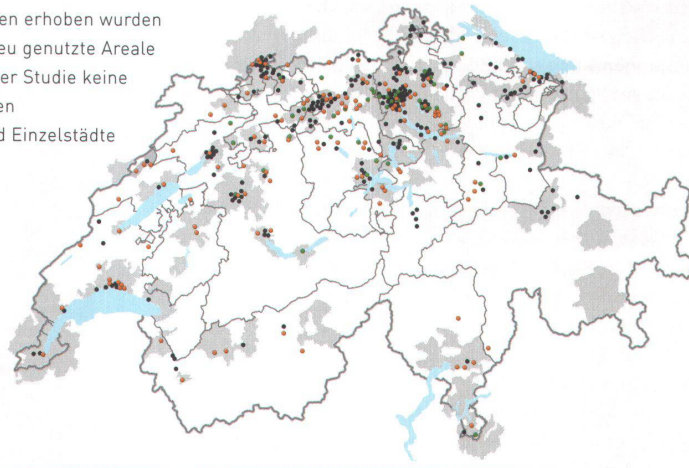 en erhoben wurden
eu genutzte Areale
er Studie keine
en
d Einzelstädte